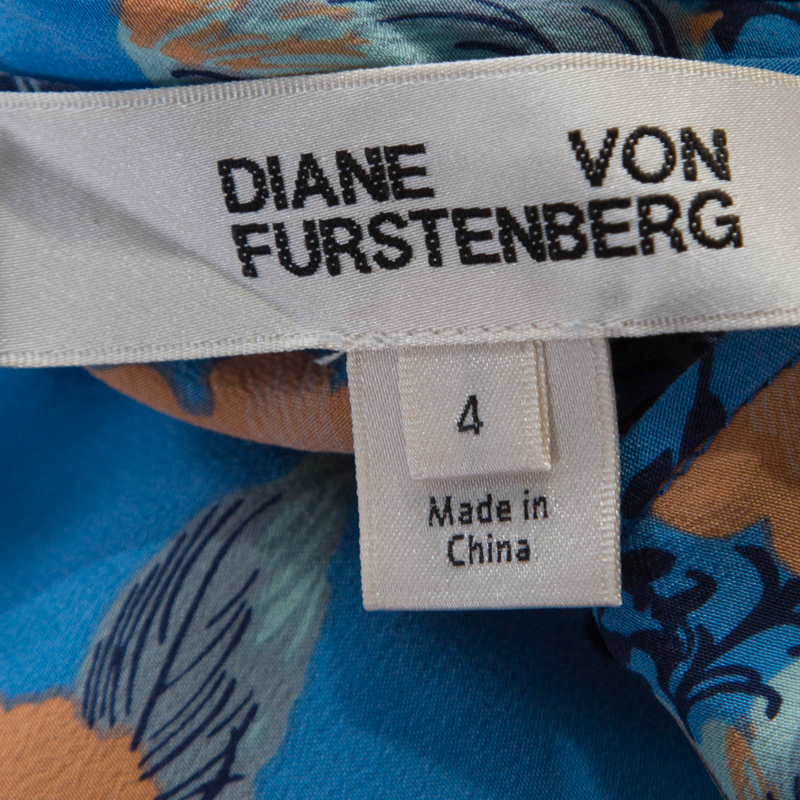 DIANE VON
FURSTENBERG
4
Made in
China